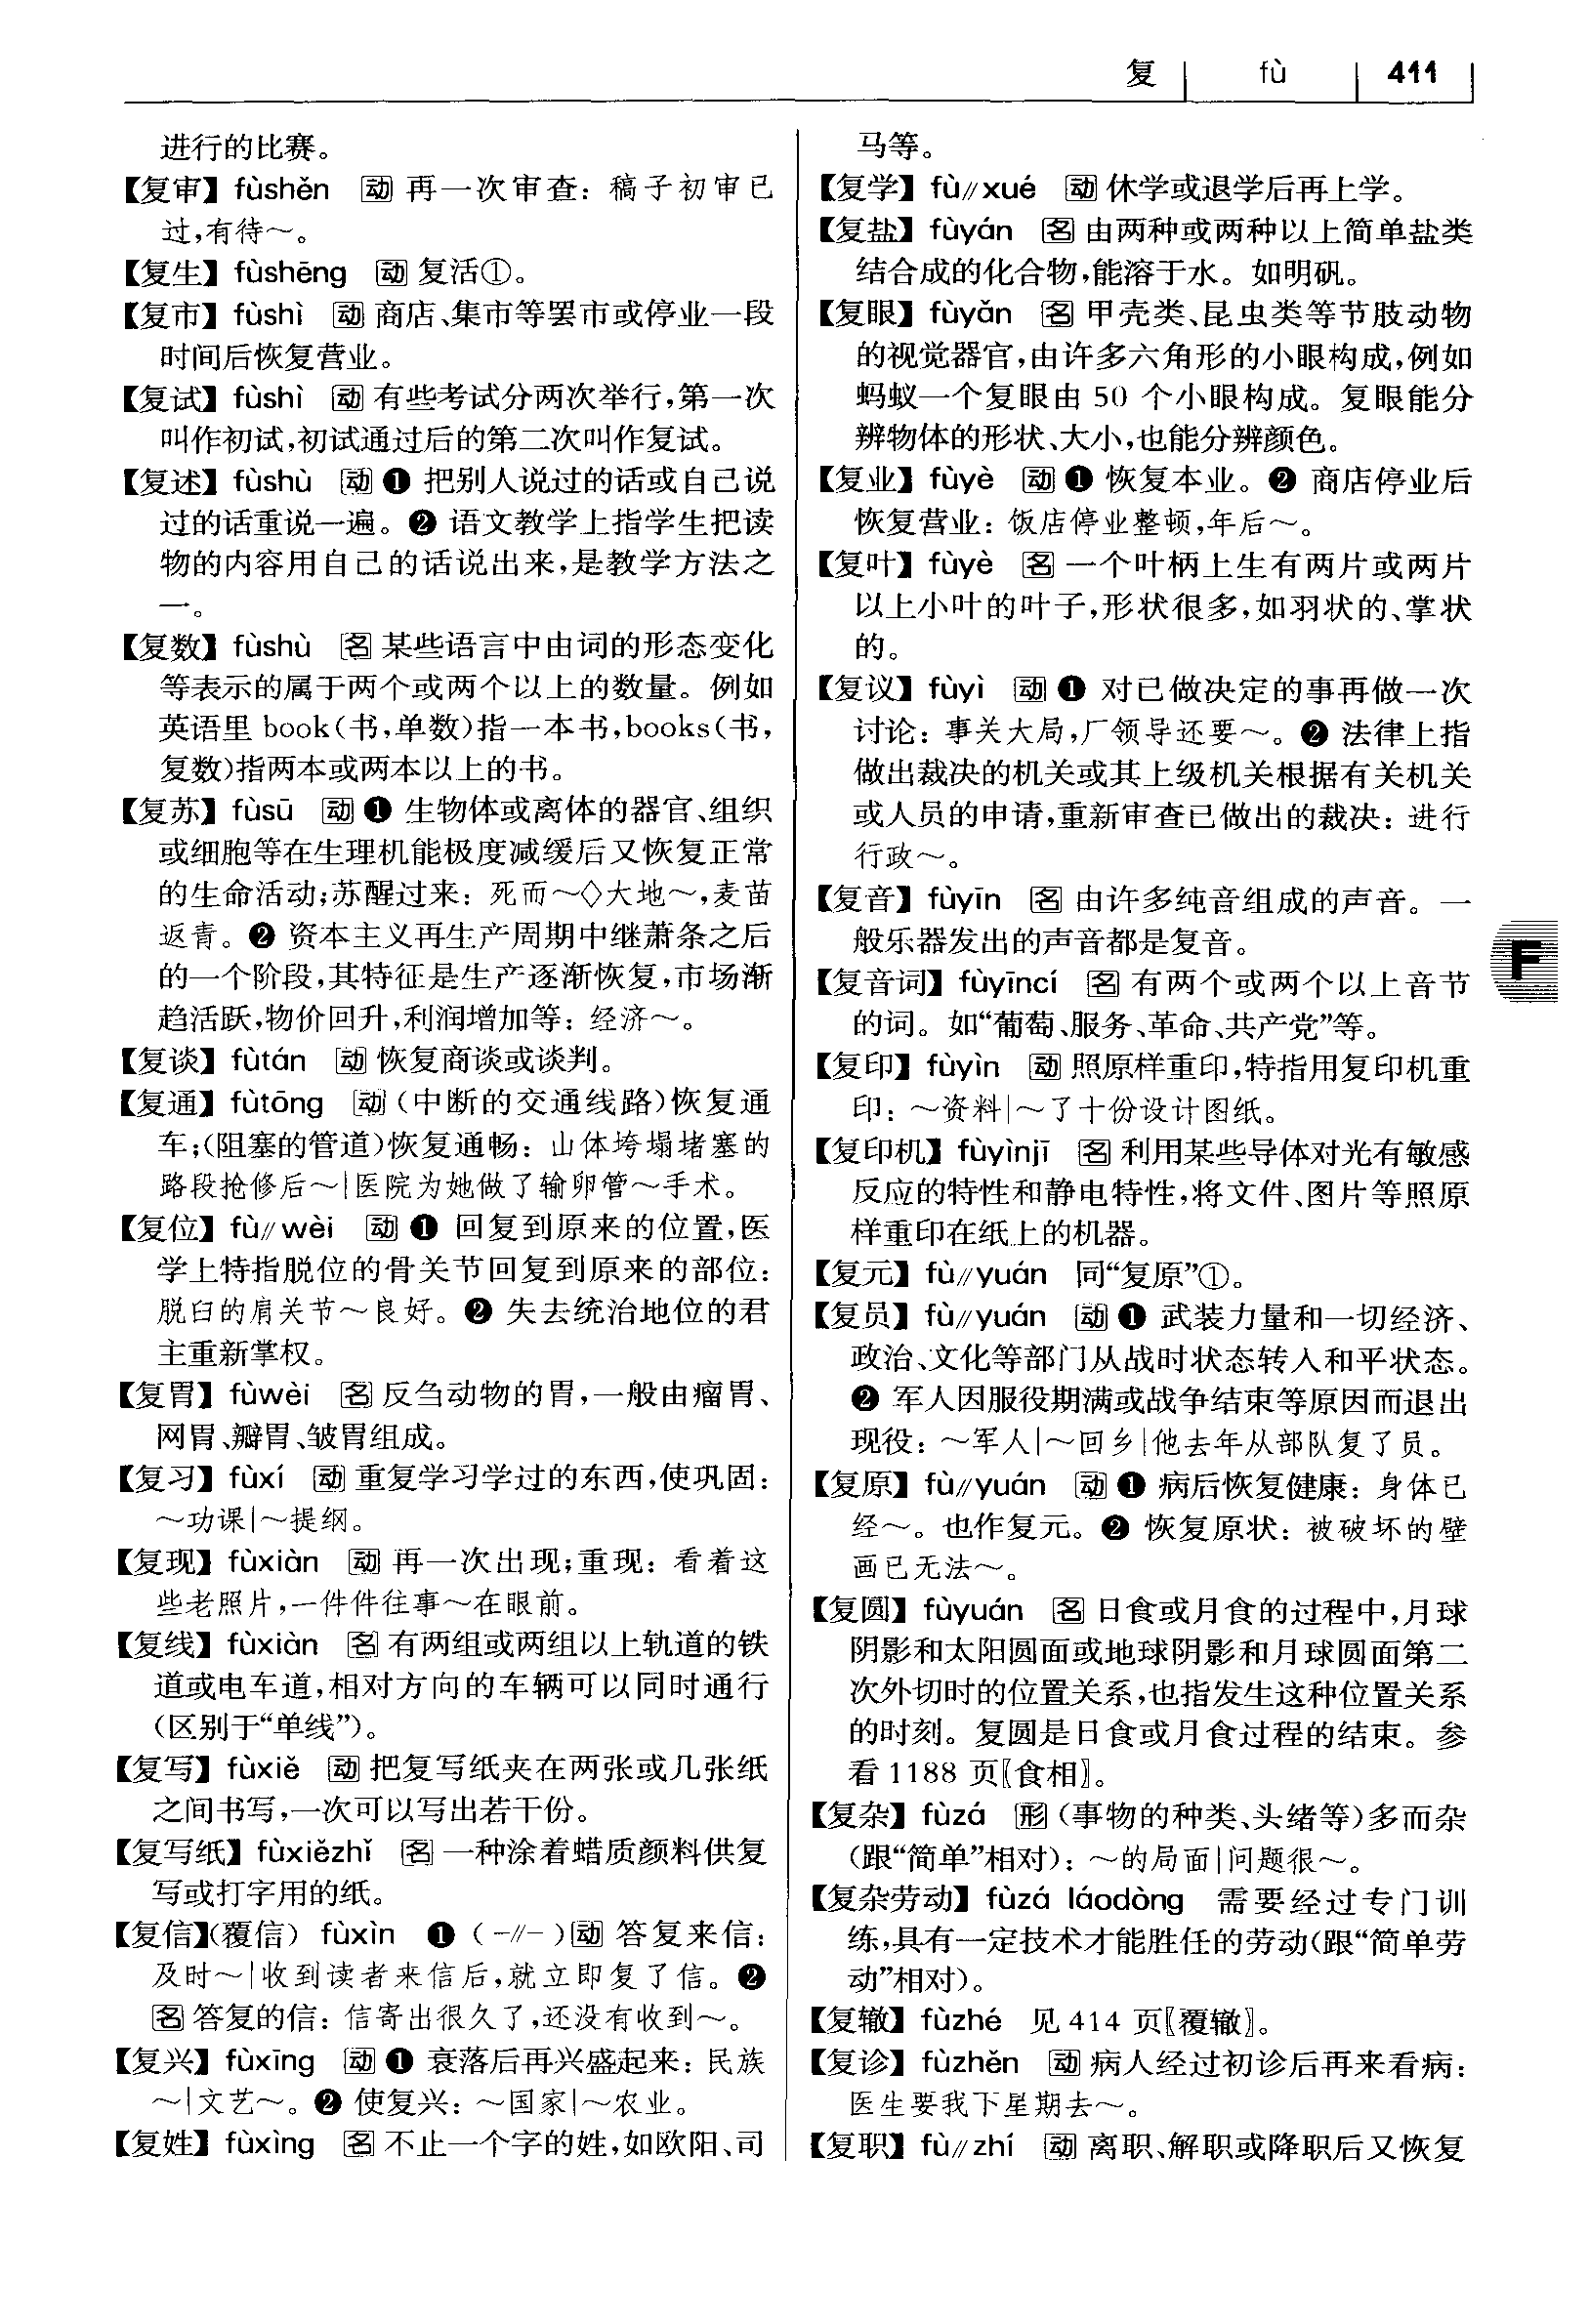 复 fù 411
进行的比赛。
【复审】 fùshěn 动 再一次审查：稿子初审已
过,有待～。
【复生】 fùshēng 动 复活①。
【复市】 fùshì 动 商店、集市等罢市或停业一段
时间后恢复营业。
【复试】 fùshì 动 有些考试分两次举行,第一次
叫作初试,初试通过后的第二次叫作复试。
【复述】 fùshù 动 ❶ 把别人说过的话或自己说
过的话重说一遍。❷ 语文教学上指学生把读
物的内容用自己的话说出来,是教学方法之
一。
【复数】 fùshù 名 某些语言中由词的形态变化
等表示的属于两个或两个以上的数量。例如
英语里 book(书,单数)指一本书,books(书,
复数)指两本或两本以上的书。
【复苏】 fùsū 动 ❶ 生物体或离体的器官、组织
或细胞等在生理机能极度减缓后又恢复正常
的生命活动;苏醒过来：死而～◇大地～,麦苗
返青。❷ 资本主义再生产周期中继萧条之后
的一个阶段,其特征是生产逐渐恢复,市场渐
趋活跃,物价回升,利润增加等：经济～。
【复谈】 fùtán 动 恢复商谈或谈判。
【复通】 fùtōng 动 (中断的交通线路)恢复通
车;(阻塞的管道)恢复通畅：山体垮塌堵塞的
路段抢修后～|医院为她做了输卵管～手术。
【复位】 fù//wèi 动 ❶ 回复到原来的位置,医
学上特指脱位的骨关节回复到原来的部位：
脱臼的肩关节～良好。❷ 失去统治地位的君
主重新掌权。
【复胃】 fùwèi 名 反刍动物的胃,一般由瘤胃、
网胃、瓣胃、皱胃组成。
【复习】 fùxí 动 重复学习学过的东西,使巩固：
～功课|～提纲。
【复现】 fùxiàn 动 再一次出现;重现：看着这
些老照片,一件件往事～在眼前。
【复线】 fùxiàn 名 有两组或两组以上轨道的铁
道或电车道,相对方向的车辆可以同时通行
(区别于“单线”)。
【复写】 fùxiě 动 把复写纸夹在两张或几张纸
之间书写,一次可以写出若干份。
【复写纸】 fùxiězhǐ 名 一种涂着蜡质颜料供复
写或打字用的纸。
【复信】(覆信) fùxìn ❶ (-//-)动 答复来信：
及时～|收到读者来信后,就立即复了信。❷
名 答复的信：信寄出很久了,还没有收到～。
【复兴】 fùxīng 动 ❶ 衰落后再兴盛起来：民族
～|文艺～。❷ 使复兴：～国家|～农业。
【复姓】 fùxìng 名 不止一个字的姓,如欧阳、司
马等。
【复学】 fù//xué 动 休学或退学后再上学。
【复盐】 fùyán 名 由两种或两种以上简单盐类
结合成的化合物,能溶于水。如明矾。
【复眼】 fùyǎn 名 甲壳类、昆虫类等节肢动物
的视觉器官,由许多六角形的小眼构成,例如
蚂蚁一个复眼由 50 个小眼构成。复眼能分
辨物体的形状、大小,也能分辨颜色。
【复业】 fùyè 动 ❶ 恢复本业。❷ 商店停业后
恢复营业：饭店停业整顿,年后～。
【复叶】 fùyè 名 一个叶柄上生有两片或两片
以上小叶的叶子,形状很多,如羽状的、掌状
的。
【复议】 fùyì 动 ❶ 对已做决定的事再做一次
讨论：事关大局,厂领导还要～。❷ 法律上指
做出裁决的机关或其上级机关根据有关机关
或人员的申请,重新审查已做出的裁决：进行
行政～。
【复音】 fùyīn 名 由许多纯音组成的声音。一
般乐器发出的声音都是复音。
【复音词】 fùyīncí 名 有两个或两个以上音节
的词。如“葡萄、服务、革命、共产党”等。
【复印】 fùyìn 动 照原样重印,特指用复印机重
印：～资料|～了十份设计图纸。
【复印机】 fùyìnjī 名 利用某些导体对光有敏感
反应的特性和静电特性,将文件、图片等照原
样重印在纸上的机器。
【复元】 fù//yuán 同“复原”①。
【复员】 fù//yuán 动 ❶ 武装力量和一切经济、
政治、文化等部门从战时状态转入和平状态。
❷ 军人因服役期满或战争结束等原因而退出
现役：～军人|～回乡|他去年从部队复了员。
【复原】 fù//yuán 动 ❶ 病后恢复健康：身体已
经～。也作复元。❷ 恢复原状：被破坏的壁
画已无法～。
【复圆】 fùyuán 名 日食或月食的过程中,月球
阴影和太阳圆面或地球阴影和月球圆面第二
次外切时的位置关系,也指发生这种位置关系
的时刻。复圆是日食或月食过程的结束。参
看 1188 页〖食相〗。
【复杂】 fùzá 形 (事物的种类、头绪等)多而杂
(跟“简单”相对)：～的局面|问题很～。
【复杂劳动】 fùzá láodòng 需要经过专门训
练,具有一定技术才能胜任的劳动(跟“简单劳
动”相对)。
【复辙】 fùzhé 见 414 页〖覆辙〗。
【复诊】 fùzhěn 动 病人经过初诊后再来看病：
医生要我下星期去～。
【复职】 fù//zhí 动 离职、解职或降职后又恢复
F